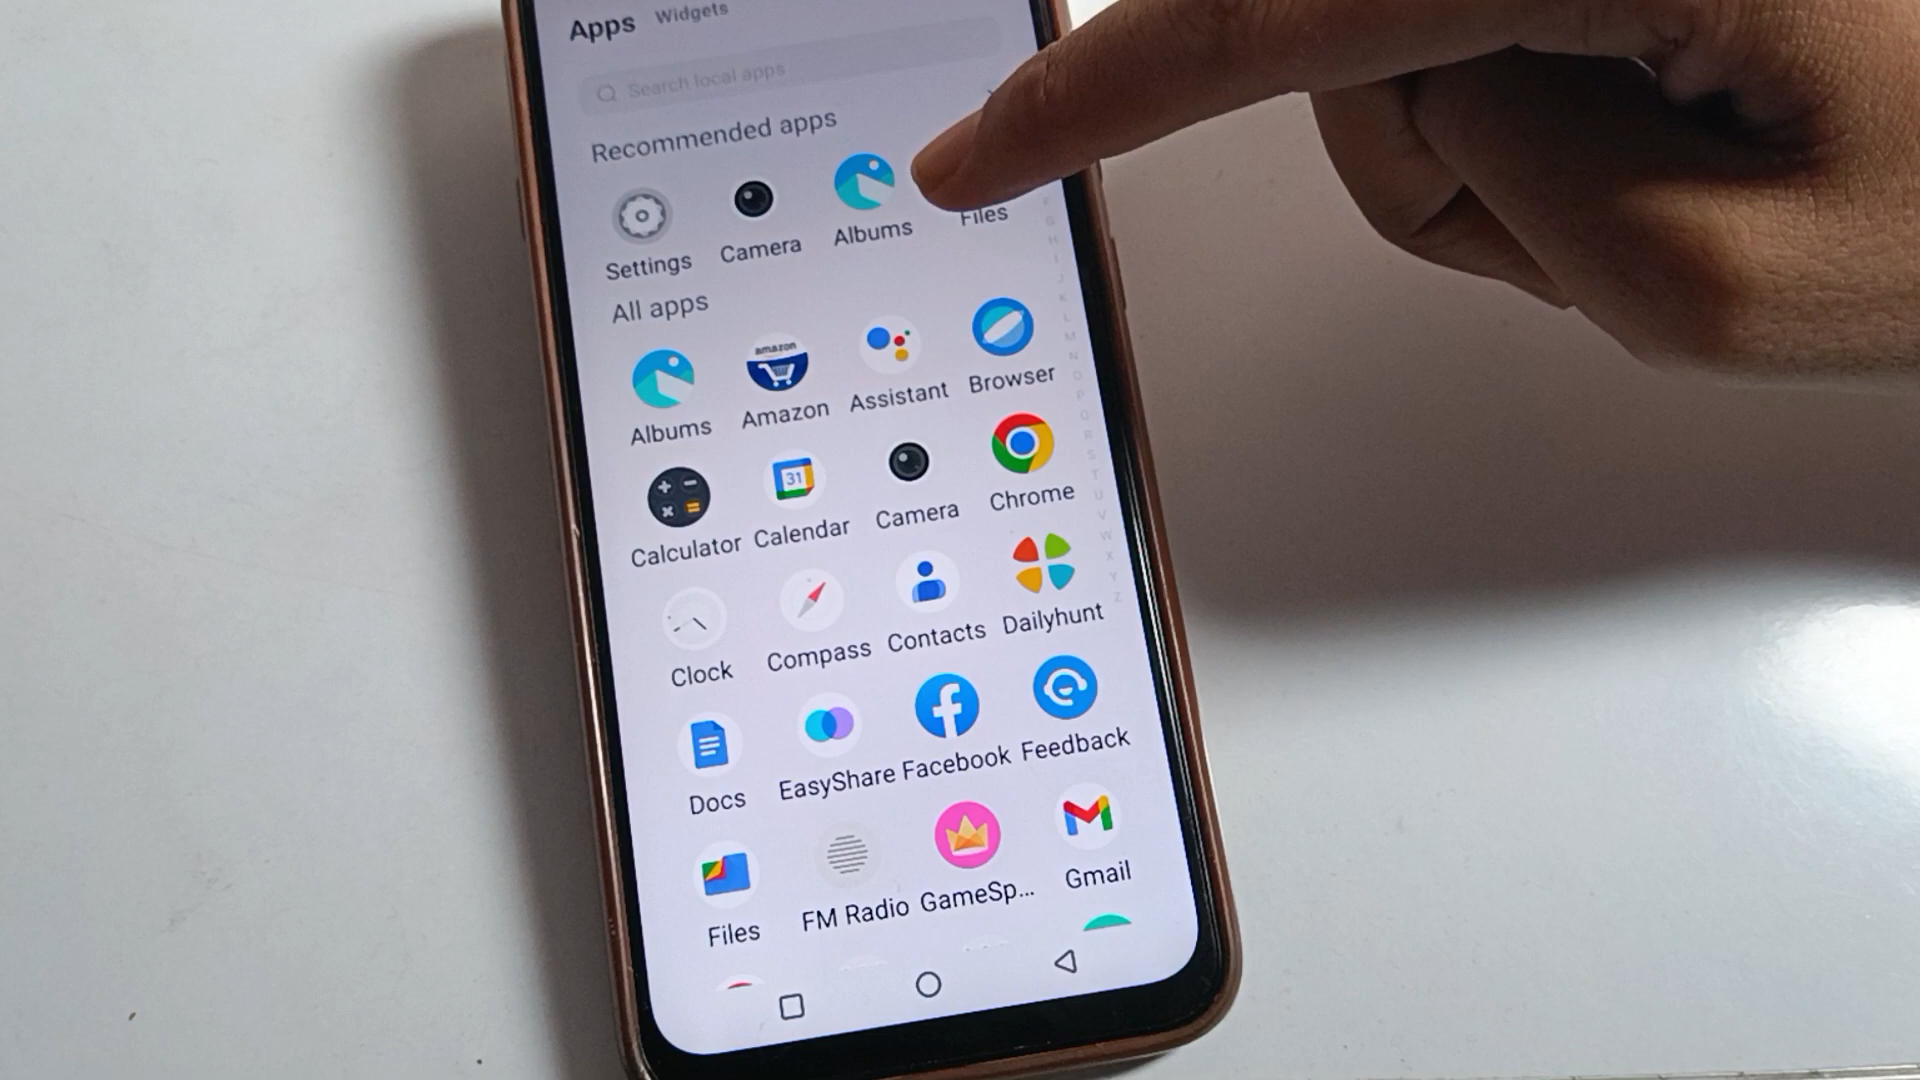 Apps Widgets
Search local apps
Recommended apps
Settings Camera Albums Files
All apps
amazon
Albums Amazon Assistant Browser
31
Calculator Calendar Camera Chrome
Clock Compass Contacts Dailyhunt
Docs EasyShare Facebook Feedback
Files FM Radio GameSp... Gmail
F
G
H
I
J
K
L
M
N
O
P
Q
R
S
T
U
V
W
X
Y
Z